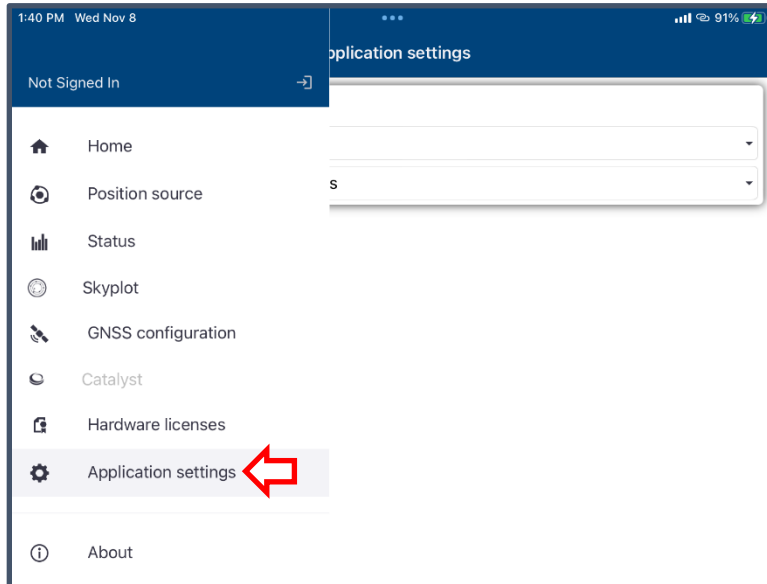 1:40 PM Wed Nov 8
91%
pplication settings
Not Signed In
Home
Position source
s
Status
Skyplot
GNSS configuration
Catalyst
Hardware licenses
Application settings
About